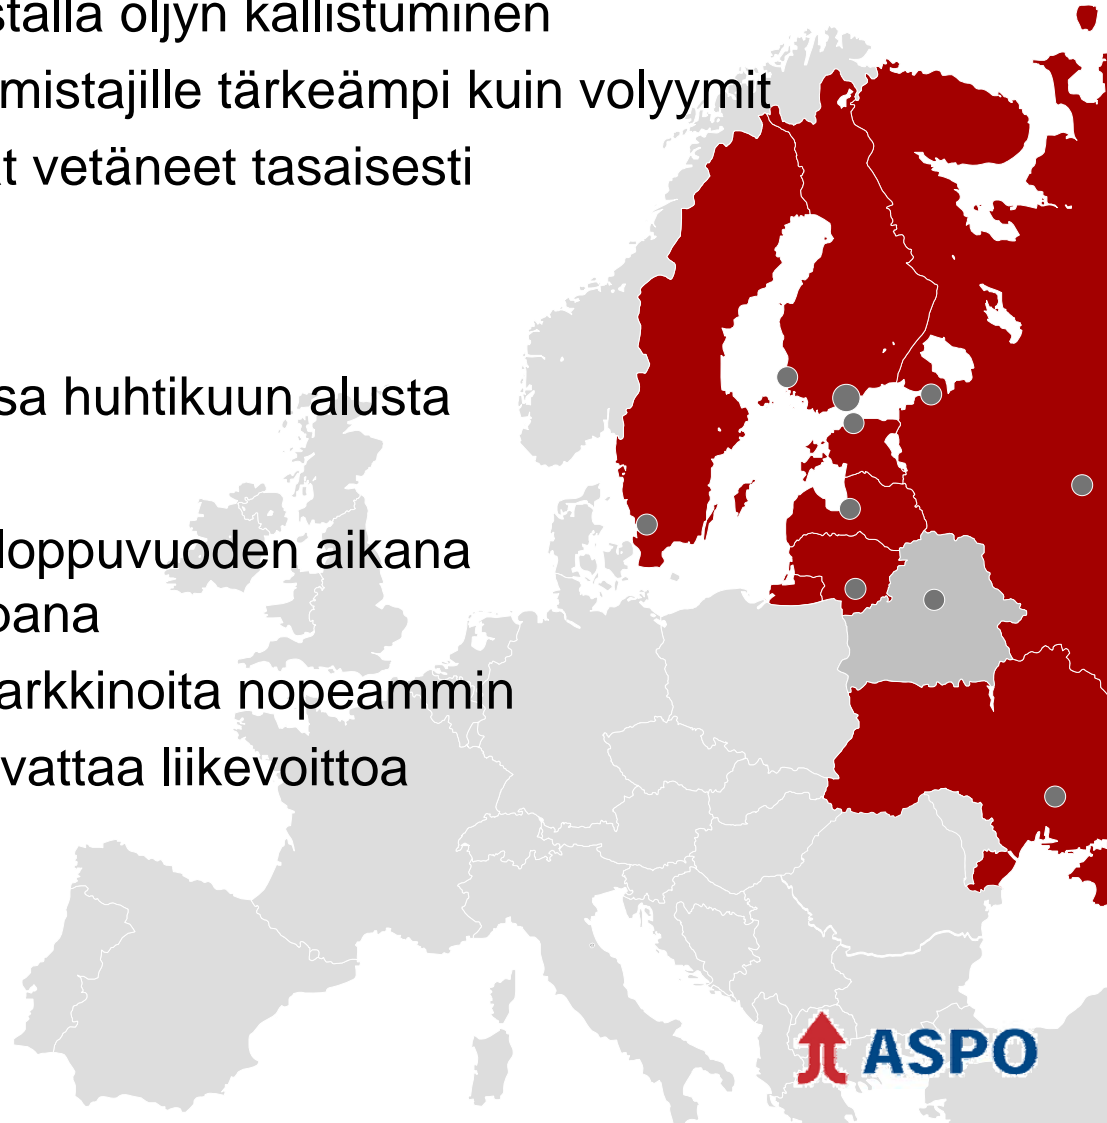 stalla öljyn kallistuminen
mistajille tärkeämpi kuin volyymit
t vetäneet tasaisesti
sa huhtikuun alusta
loppuvuoden aikana
oana
arkkinoita nopeammin
vattaa liikevoittoa
ASPO